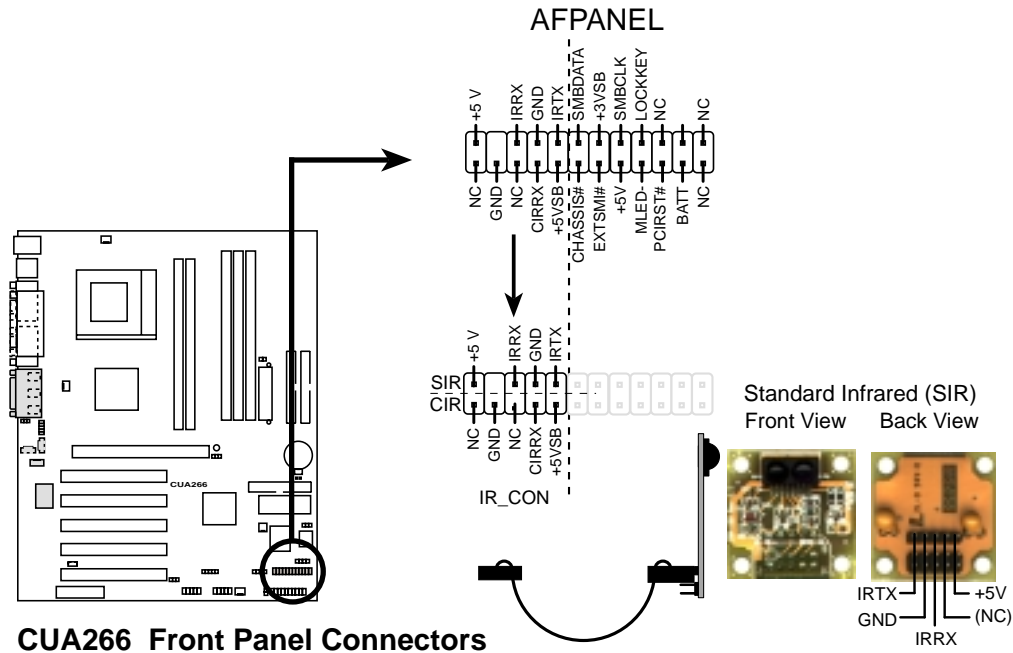 AFPANEL
+5 V
IRRX
GND
IRTX
SMBDATA
+3VSB
SMBCLK
LOCKKEY
NC
NC
NC
GND
NC
CIRRX
+5VSB
CHASSIS#
EXTSMI#
+5V
MLED-
PCIRST#
BATT
NC
+5 V
IRRX
GND
IRTX
SIR
CIR
NC
GND
NC
CIRRX
+5VSB
IR_CON
Standard Infrared (SIR)
Front View Back View
CUA266
IRTX
GND
IRRX
+5V
(NC)
CUA266 Front Panel Connectors